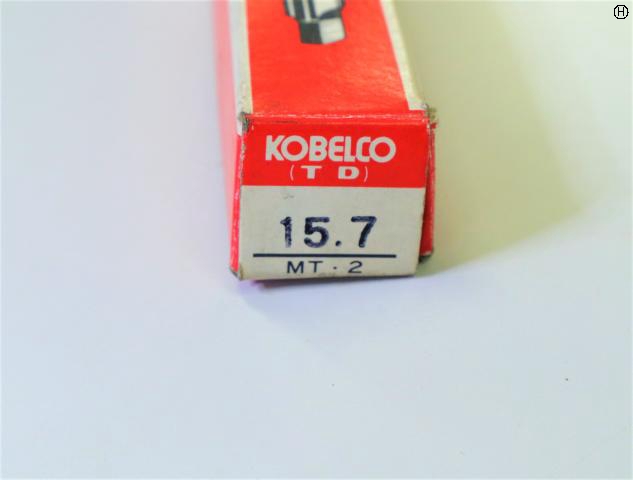 H
KOBELCO
(T D)
15.7
MT・2